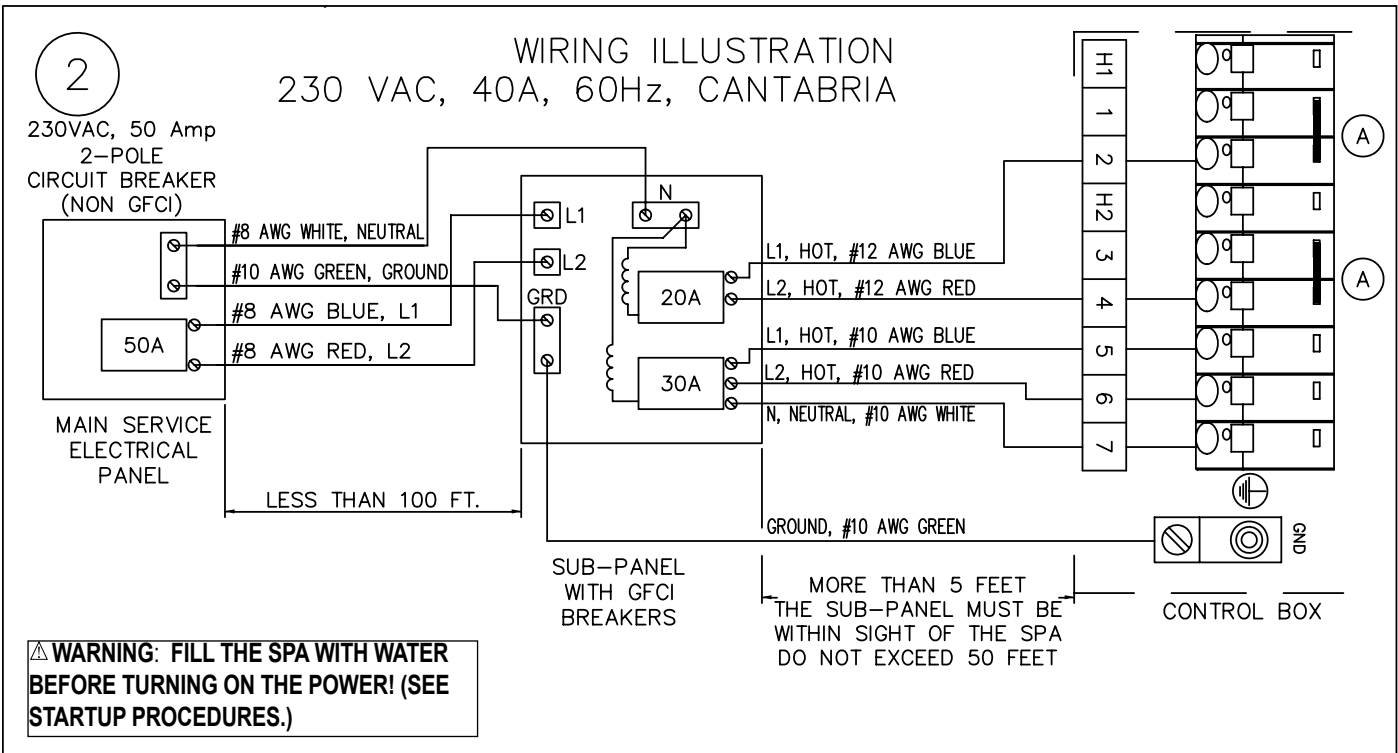 2
WIRING ILLUSTRATION
230 VAC, 40A, 60Hz, CANTABRIA
230VAC, 50 Amp
2-POLE
CIRCUIT BREAKER
(NON GFCI)
#8 AWG WHITE, NEUTRAL
#10 AWG GREEN, GROUND
#8 AWG BLUE, L1
#8 AWG RED, L2
50A
MAIN SERVICE
ELECTRICAL
PANEL
LESS THAN 100 FT.
N
L1
L2
GRD
20A
30A
SUB-PANEL
WITH GFCI
BREAKERS
L1, HOT, #12 AWG BLUE
L2, HOT, #12 AWG RED
L1, HOT, #10 AWG BLUE
L2, HOT, #10 AWG RED
N, NEUTRAL, #10 AWG WHITE
GROUND, #10 AWG GREEN
MORE THAN 5 FEET
THE SUB-PANEL MUST BE
WITHIN SIGHT OF THE SPA
DO NOT EXCEED 50 FEET
H1
1
2
H2
3
4
5
6
7
A
A
GND
CONTROL BOX
⚠ WARNING: FILL THE SPA WITH WATER
BEFORE TURNING ON THE POWER! (SEE
STARTUP PROCEDURES.)